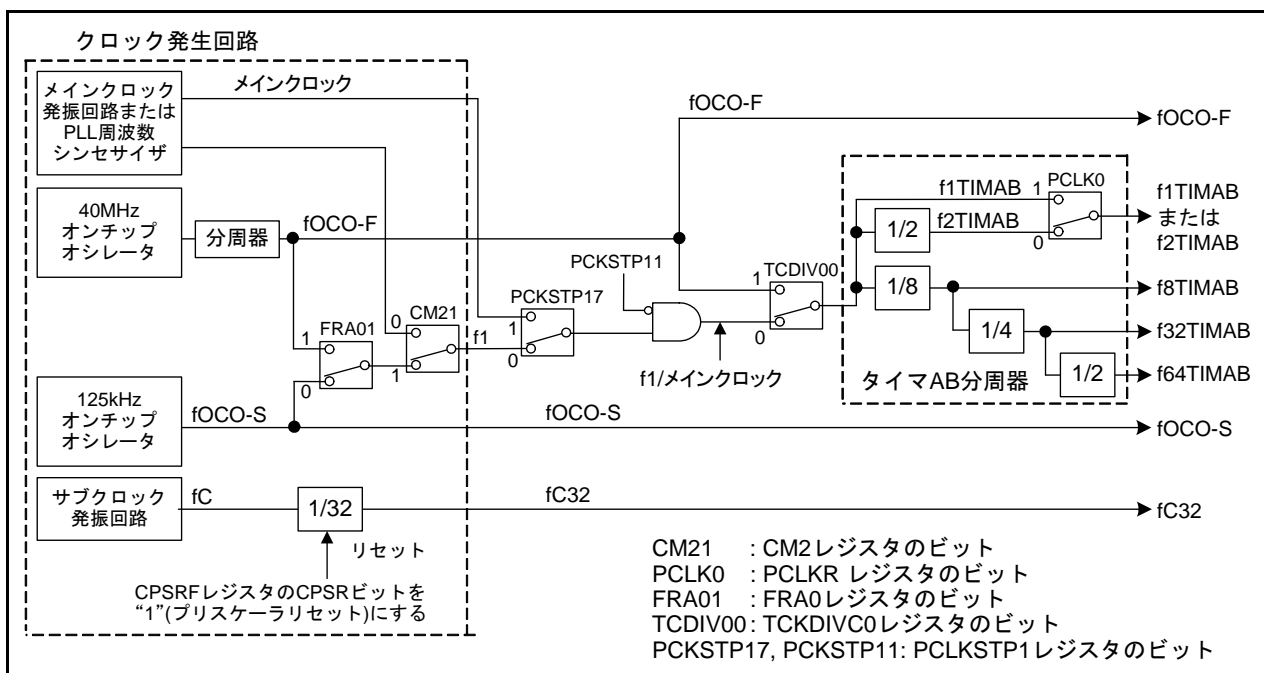 クロック発生回路
メインクロック
発振回路または
PLL周波数
シンセサイザ
メインクロック
40MHz
オンチップ
オシレータ
分周器
fOCO-F
fOCO-F
fOCO-F
FRA01
1
0
CM21
0
1
f1
PCKSTP17
1
0
PCKSTP11
f1/メインクロック
TCDIV00
1
0
f1TIMAB
1
PCLK0
1/2
f2TIMAB
0
f1TIMAB
または
f2TIMAB
1/8
f8TIMAB
1/4
f32TIMAB
1/2
f64TIMAB
タイマAB分周器
125kHz
オンチップ
オシレータ
fOCO-S
fOCO-S
fOCO-S
サブクロック
発振回路
fC
1/32
fC32
fC32
リセット
CPSRFレジスタのCPSRビットを
“1”(プリスケーラリセット)にする
CM21 : CM2レジスタのビット
PCLK0 : PCLKR レジスタのビット
FRA01 : FRA0レジスタのビット
TCDIV00 : TCKDIVC0レジスタのビット
PCKSTP17, PCKSTP11: PCLKSTP1レジスタのビット